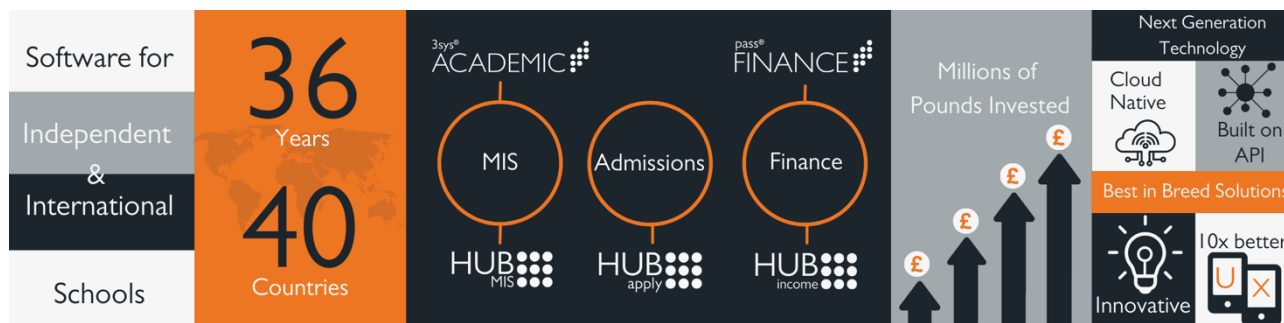 Software for
Independent
&
International
Schools
36
Years
40
Countries
3sys®
ACADEMIC
MIS
HUB
MIS
Admissions
HUB
apply
pass®
FINANCE
Finance
HUB
income
Millions of
Pounds Invested
£
£
£
£
Next Generation
Technology
Cloud
Native
Built on
API
Best in Breed Solutions
Innovative
10x better
U X